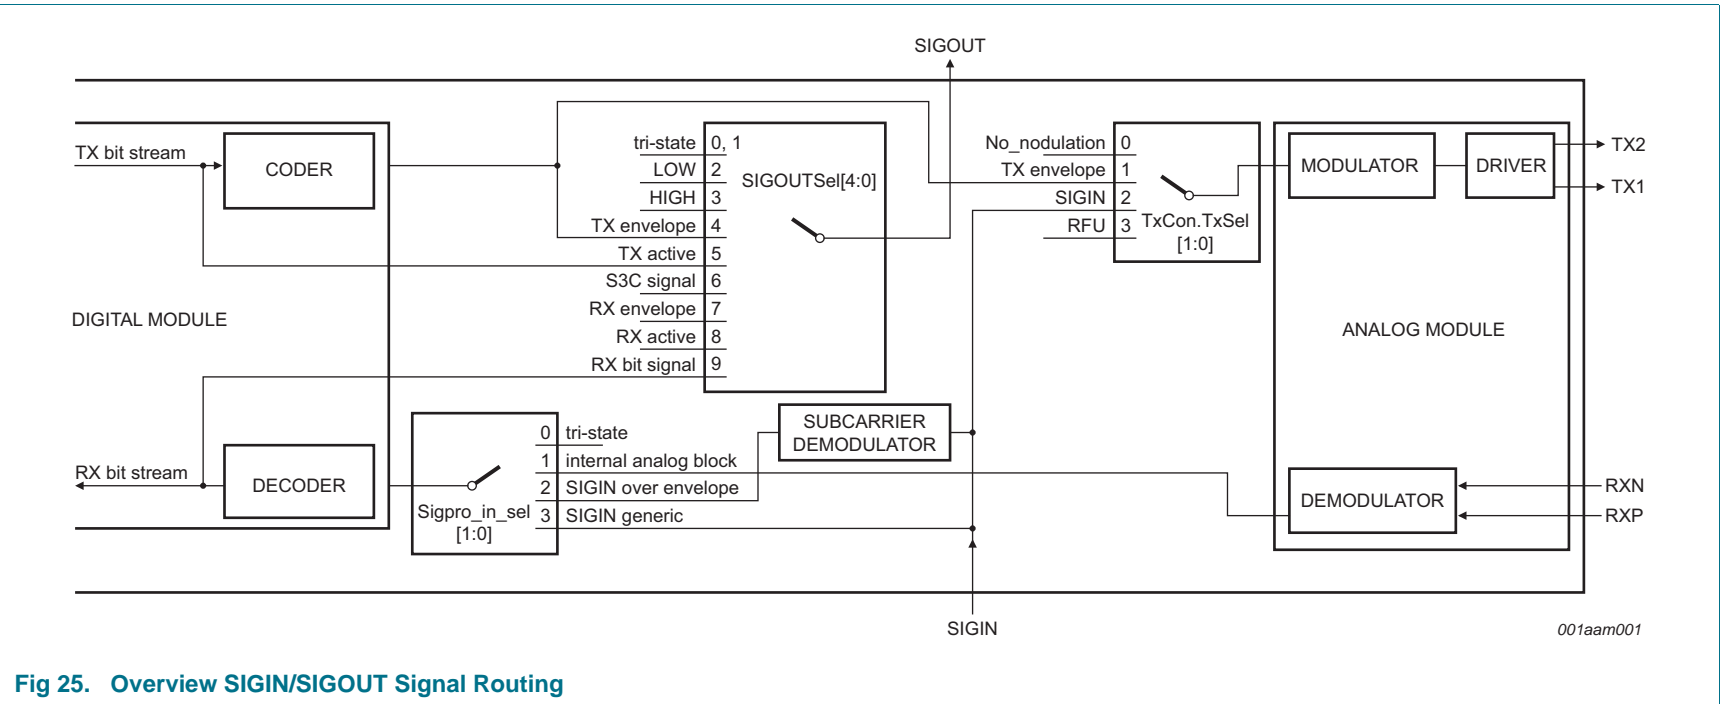 SIGOUT
TX bit stream
CODER
tri-state 0, 1
LOW 2
HIGH 3
TX envelope 4
TX active 5
S3C signal 6
RX envelope 7
RX active 8
RX bit signal 9
SIGOUTSel[4:0]
No_nodulation 0
TX envelope 1
SIGIN 2
RFU 3
TxCon.TxSel
[1:0]
MODULATOR
DRIVER
TX2
TX1
DIGITAL MODULE
ANALOG MODULE
RX bit stream
DECODER
Sigpro_in_sel
[1:0]
0 tri-state
1 internal analog block
2 SIGIN over envelope
3 SIGIN generic
SUBCARRIER
DEMODULATOR
DEMODULATOR
RXN
RXP
SIGIN
001aam001
Fig 25. Overview SIGIN/SIGOUT Signal Routing